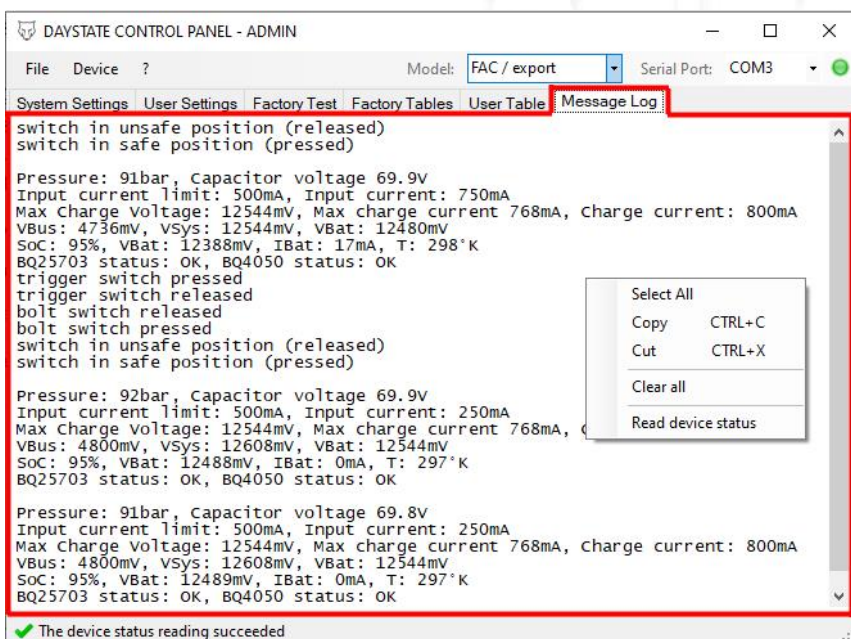 DAYSTATE CONTROL PANEL - ADMIN
File Device ? Model: FAC / export Serial Port: COM3
System Settings User Settings Factory Test Factory Tables User Table Message Log
switch in unsafe position (released)
switch in safe position (pressed)
Pressure: 91bar, Capacitor voltage 69.9V
Input current limit: 500mA, Input current: 750mA
Max Charge Voltage: 12544mV, Max charge current 768mA, Charge current: 800mA
VBus: 4736mV, VSys: 12544mV, VBat: 12480mV
SoC: 95%, VBat: 12388mV, IBat: 17mA, T: 298°K
BQ25703 status: OK, BQ4050 status: OK
trigger switch pressed
trigger switch released
bolt switch released
bolt switch pressed
switch in unsafe position (released)
switch in safe position (pressed)
Pressure: 92bar, Capacitor voltage 69.9V
Input current limit: 500mA, Input current: 250mA
Max Charge Voltage: 12544mV, Max charge current 768mA,
VBus: 4800mV, VSys: 12608mV, VBat: 12544mV
SoC: 95%, VBat: 12488mV, IBat: 0mA, T: 297°K
BQ25703 status: OK, BQ4050 status: OK
Pressure: 91bar, Capacitor voltage 69.8V
Input current limit: 500mA, Input current: 250mA
Max Charge Voltage: 12544mV, Max charge current 768mA, Charge current: 800mA
VBus: 4800mV, VSys: 12608mV, VBat: 12544mV
SoC: 95%, VBat: 12489mV, IBat: 0mA, T: 297°K
BQ25703 status: OK, BQ4050 status: OK
Select All
Copy CTRL+C
Cut CTRL+X
Clear all
Read device status
The device status reading succeeded